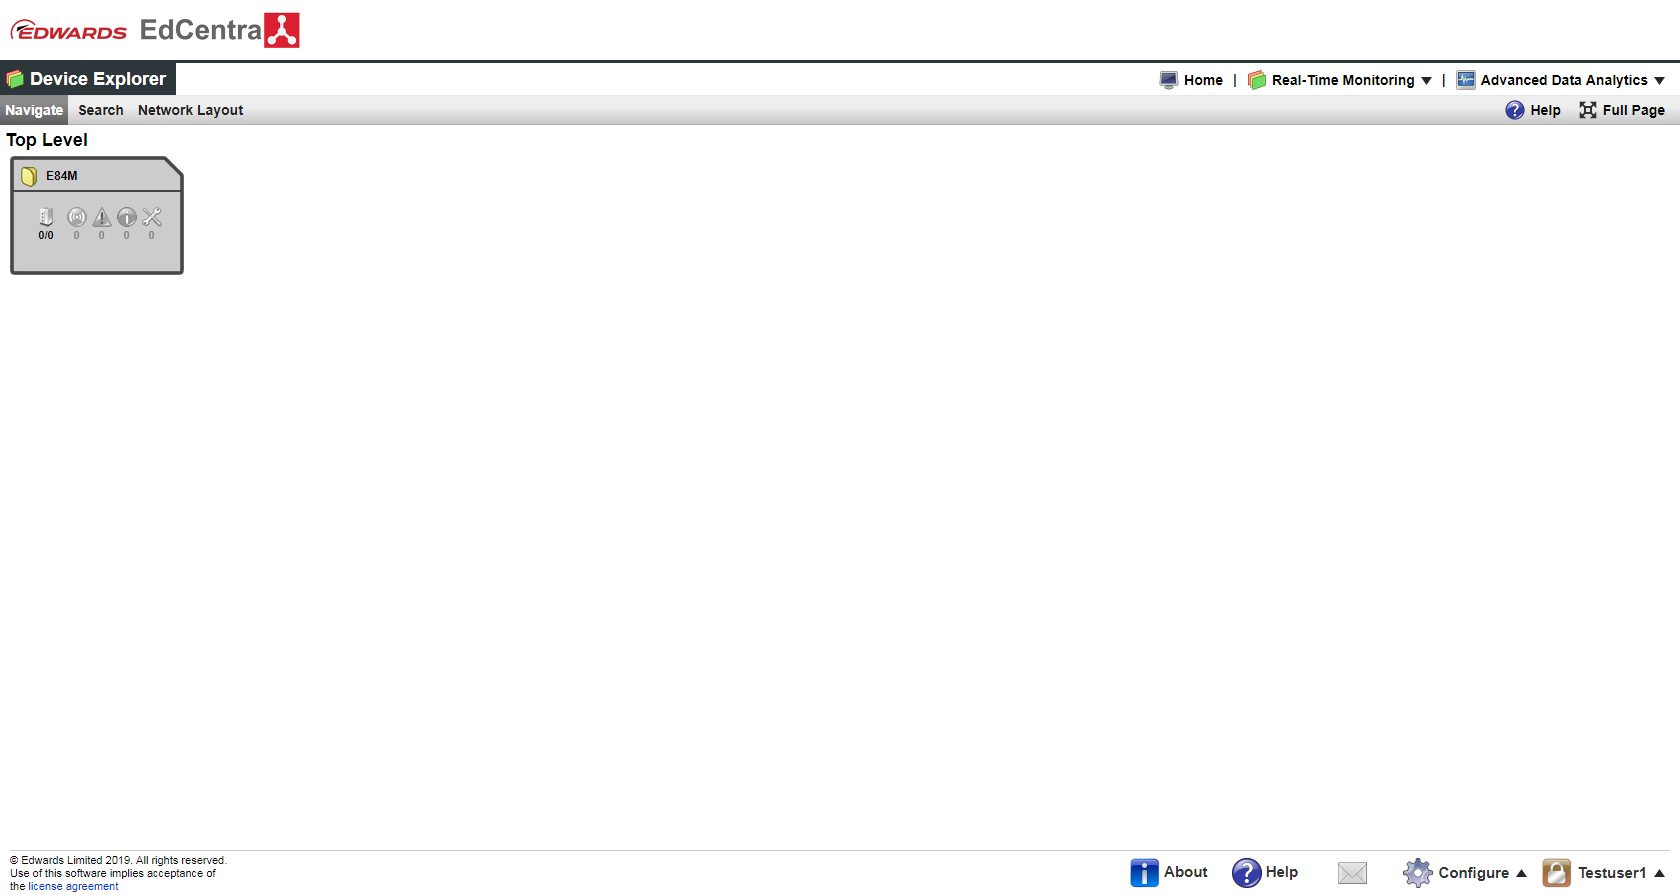 EDWARDS EdCentra
Device Explorer
Home | Real-Time Monitoring ▼ | Advanced Data Analytics ▼
Navigate Search Network Layout
Help Full Page
Top Level
E84M
0/0 0 0 0 0
© Edwards Limited 2019. All rights reserved.
Use of this software implies acceptance of
the license agreement
About Help Configure ▲ Testuser1 ▲